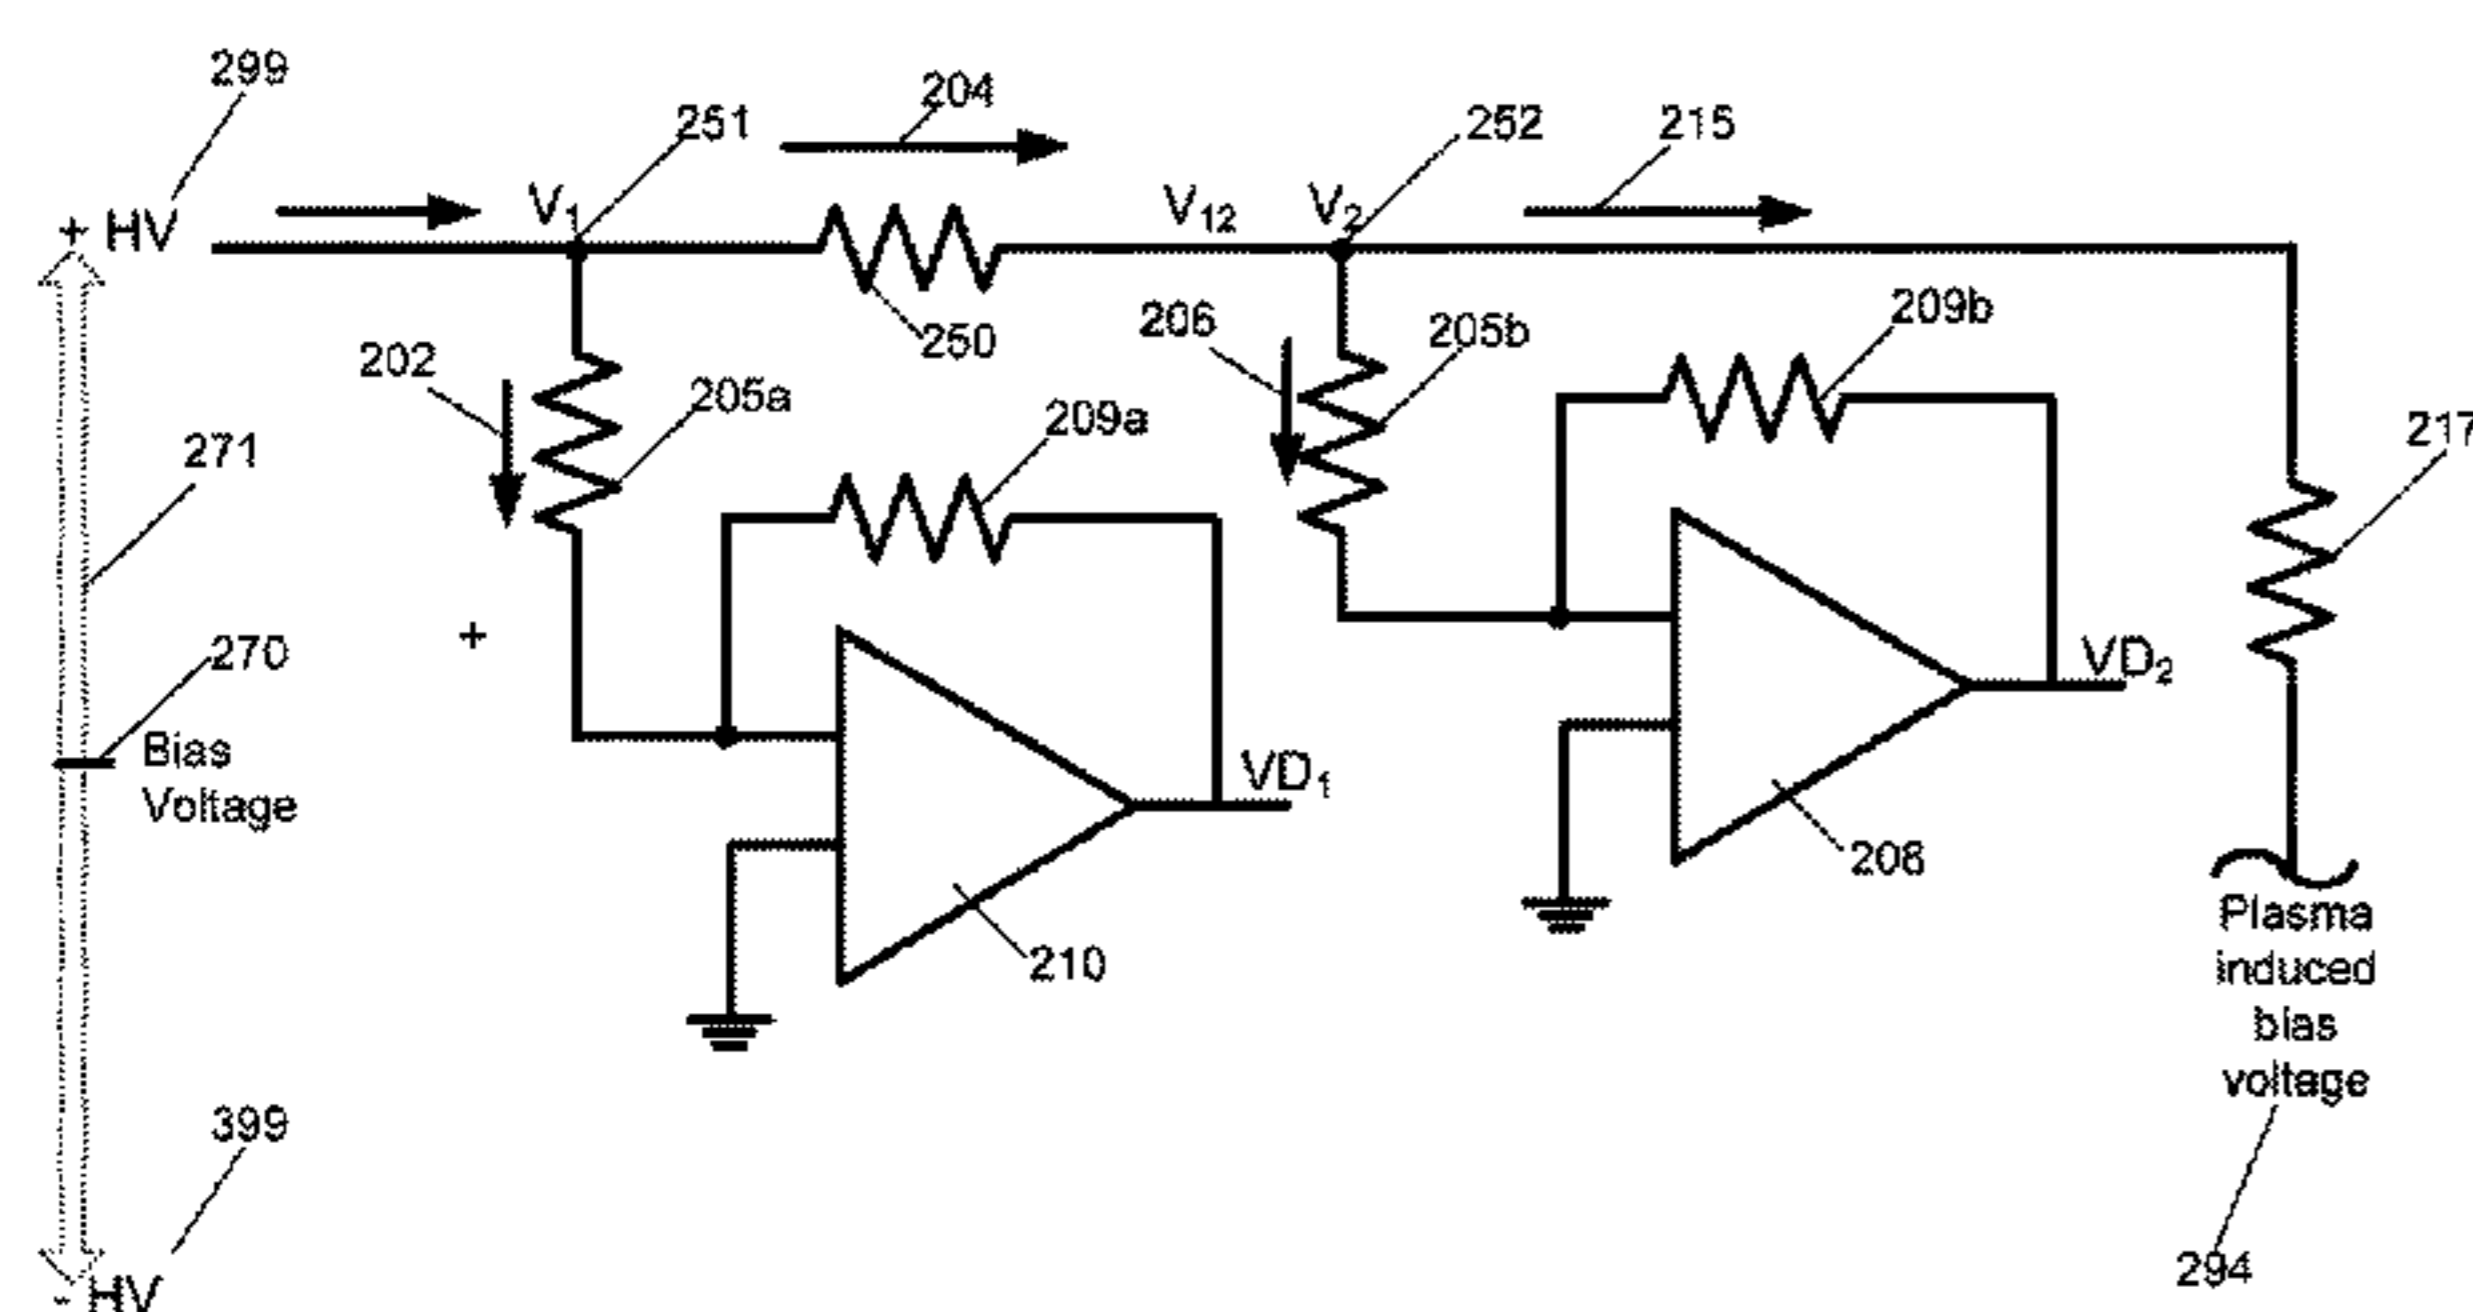 299
204
251
252
215
+ HV
V1
V12
V2
250
206
205b
209b
202
205a
209a
271
217
+
270
Bias
Voltage
VD1
VD2
208
210
Plasma
induced
bias
voltage
399
294
- HV